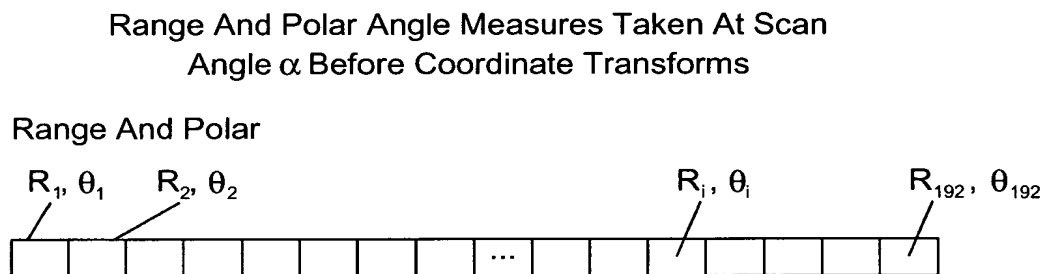 Range And Polar Angle Measures Taken At Scan
Angle α Before Coordinate Transforms
Range And Polar
R₁, θ₁ R₂, θ₂ Rᵢ, θᵢ R₁₉₂, θ₁₉₂
...